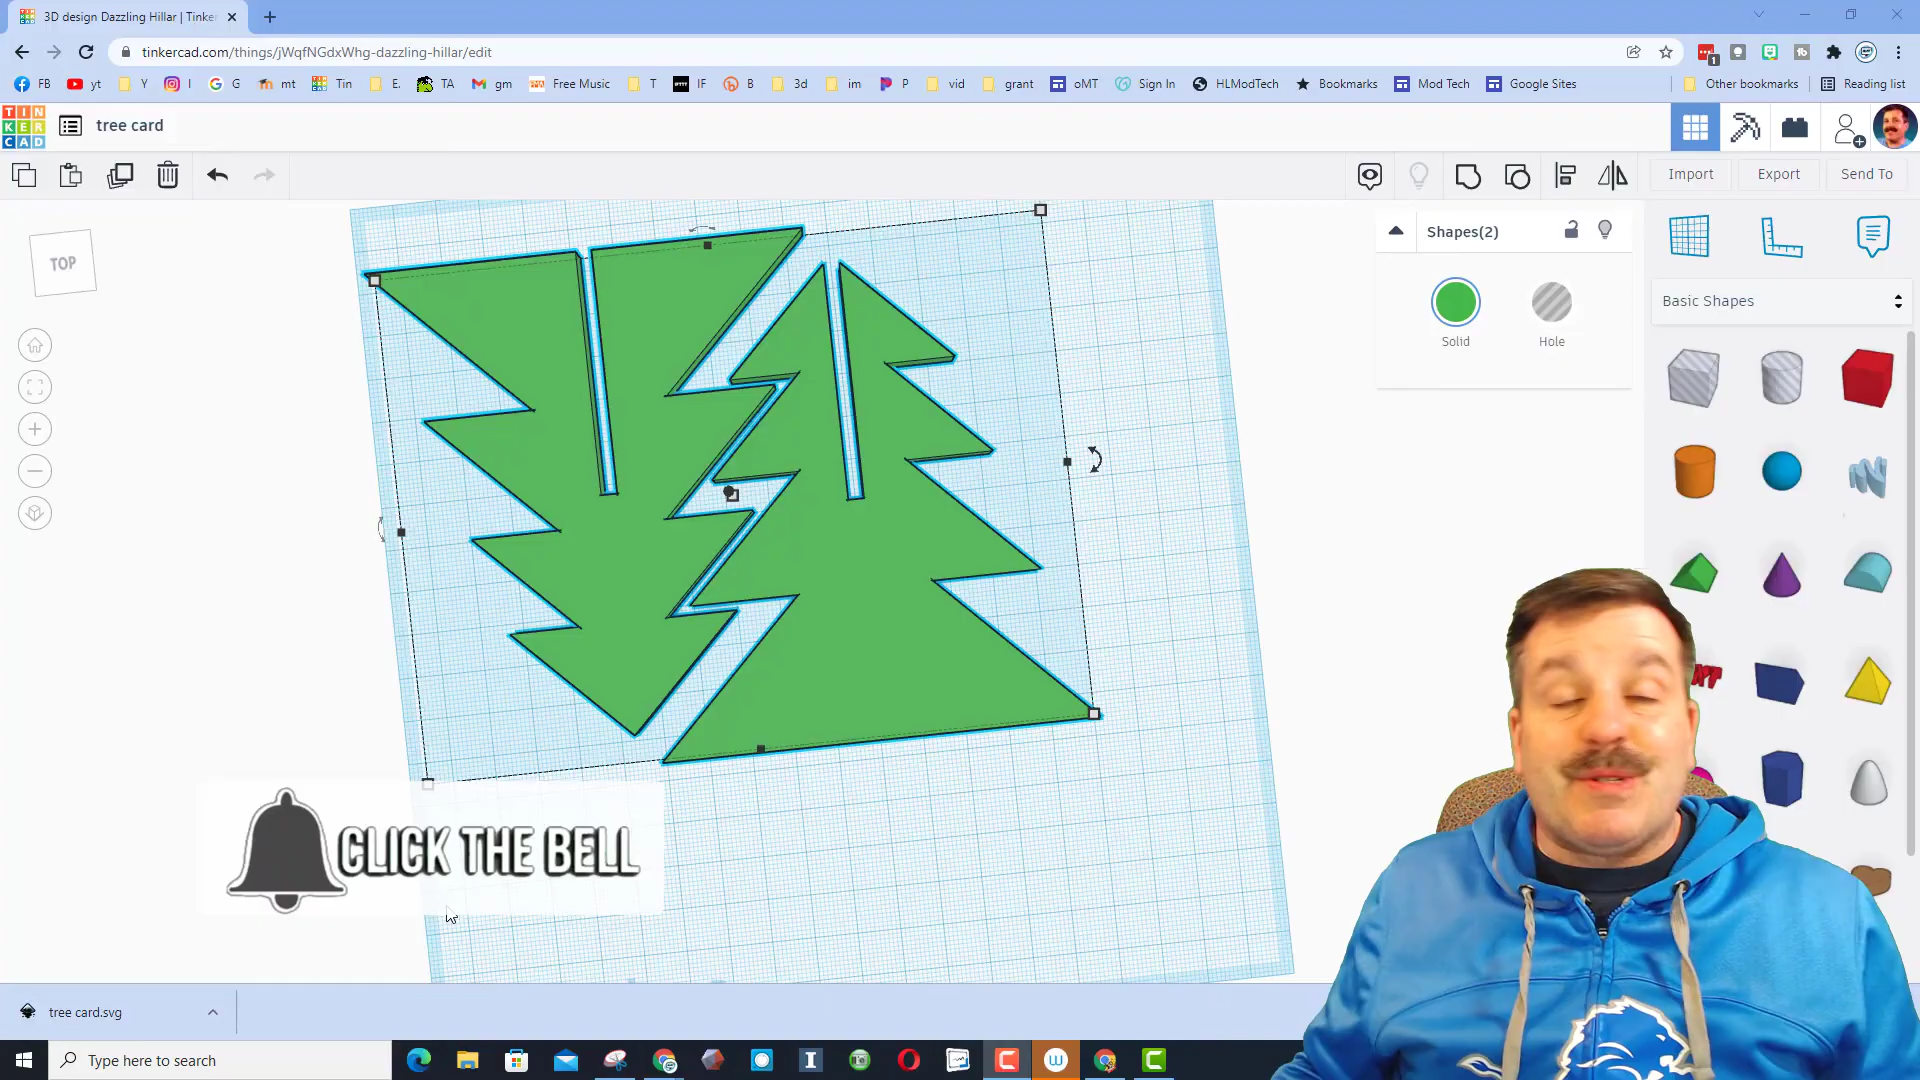 3D design Dazzling Hillar | Tinker
tinkercad.com/things/jWqfNGdxWhg-dazzling-hillar/edit
FB yt Y I G mt Tin E. TA gm Free Music T IF B 3d im P vid grant oMT Sign In HLModTech Bookmarks Mod Tech Google Sites Other bookmarks Reading list
TIN
KER
CAD
tree card
Import Export Send To
TOP
Shapes(2)
Solid Hole
Basic Shapes
CLICK THE BELL
tree card.svg
Type here to search